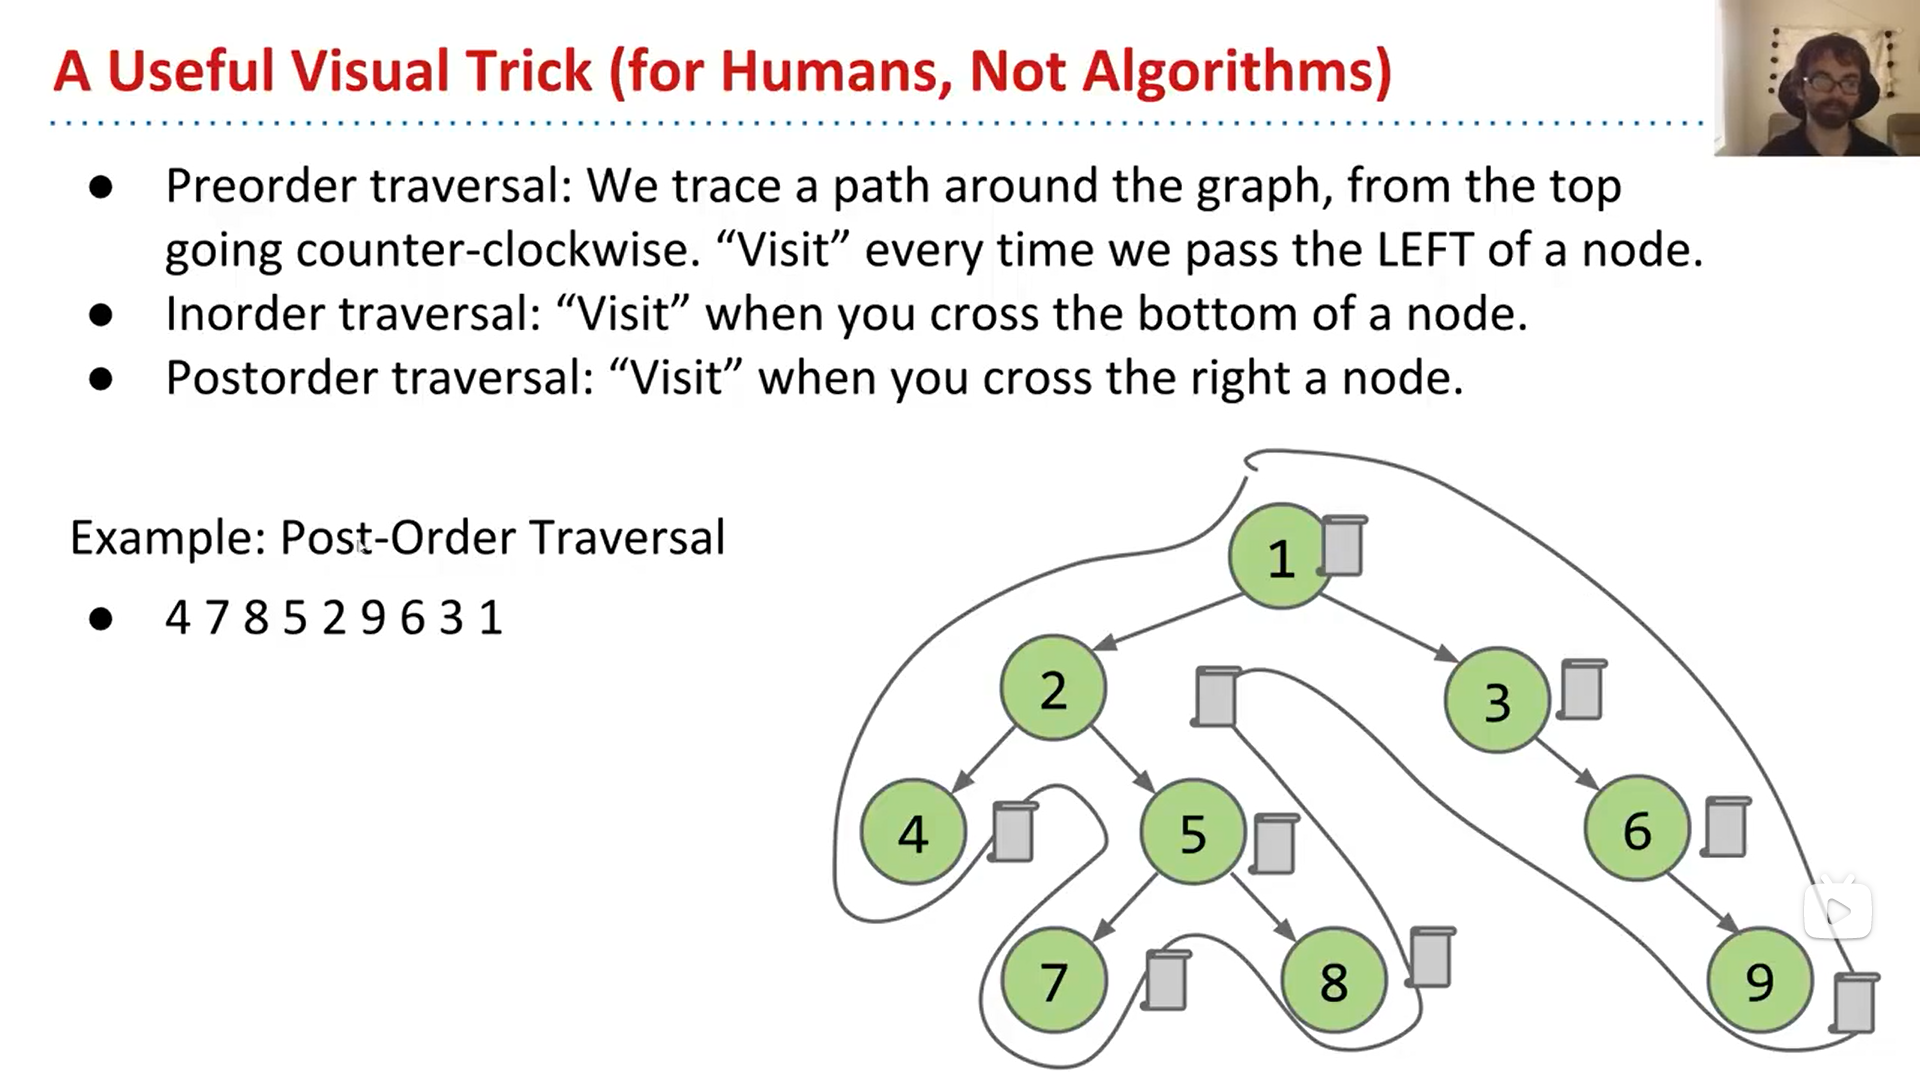 A Useful Visual Trick (for Humans, Not Algorithms)
● Preorder traversal: We trace a path around the graph, from the top
going counter-clockwise. “Visit” every time we pass the LEFT of a node.
● Inorder traversal: “Visit” when you cross the bottom of a node.
● Postorder traversal: “Visit” when you cross the right a node.
Example: Post-Order Traversal
● 4 7 8 5 2 9 6 3 1
1
2
3
4
5
6
7
8
9